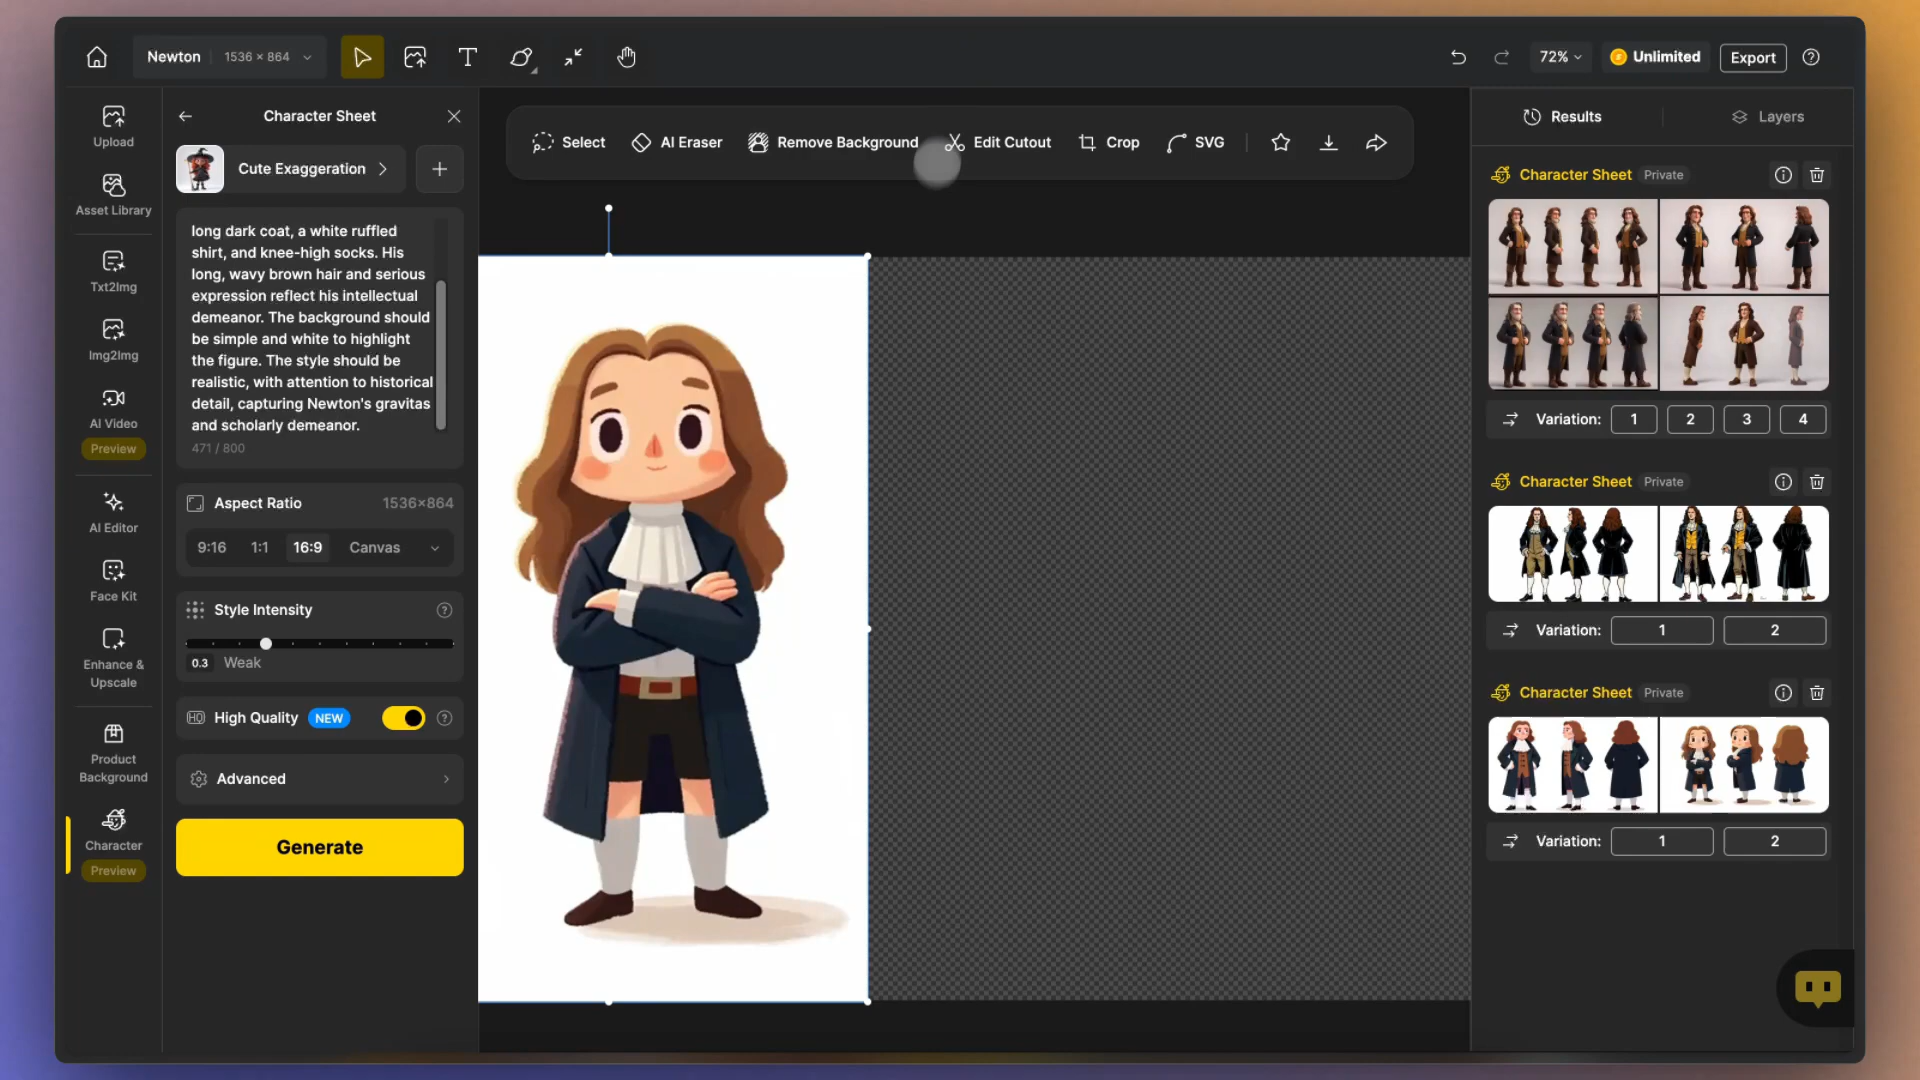 Newton 1536 × 864
72% Unlimited Export
Upload
Asset Library
Txt2Img
Img2Img
AI Video
Preview
AI Editor
Face Kit
Enhance &
Upscale
Product
Background
Character
Preview
Character Sheet
Cute Exaggeration
long dark coat, a white ruffled
shirt, and knee-high socks. His
long, wavy brown hair and serious
expression reflect his intellectual
demeanor. The background should
be simple and white to highlight
the figure. The style should be
realistic, with attention to historical
detail, capturing Newton's gravitas
and scholarly demeanor.
471 / 800
Aspect Ratio 1536×864
9:16 1:1 16:9 Canvas
Style Intensity
0.3 Weak
HQ High Quality NEW
Advanced
Generate
Select AI Eraser Remove Background Edit Cutout Crop SVG
Results Layers
Character Sheet Private
Variation: 1 2 3 4
Character Sheet Private
Variation: 1 2
Character Sheet Private
Variation: 1 2